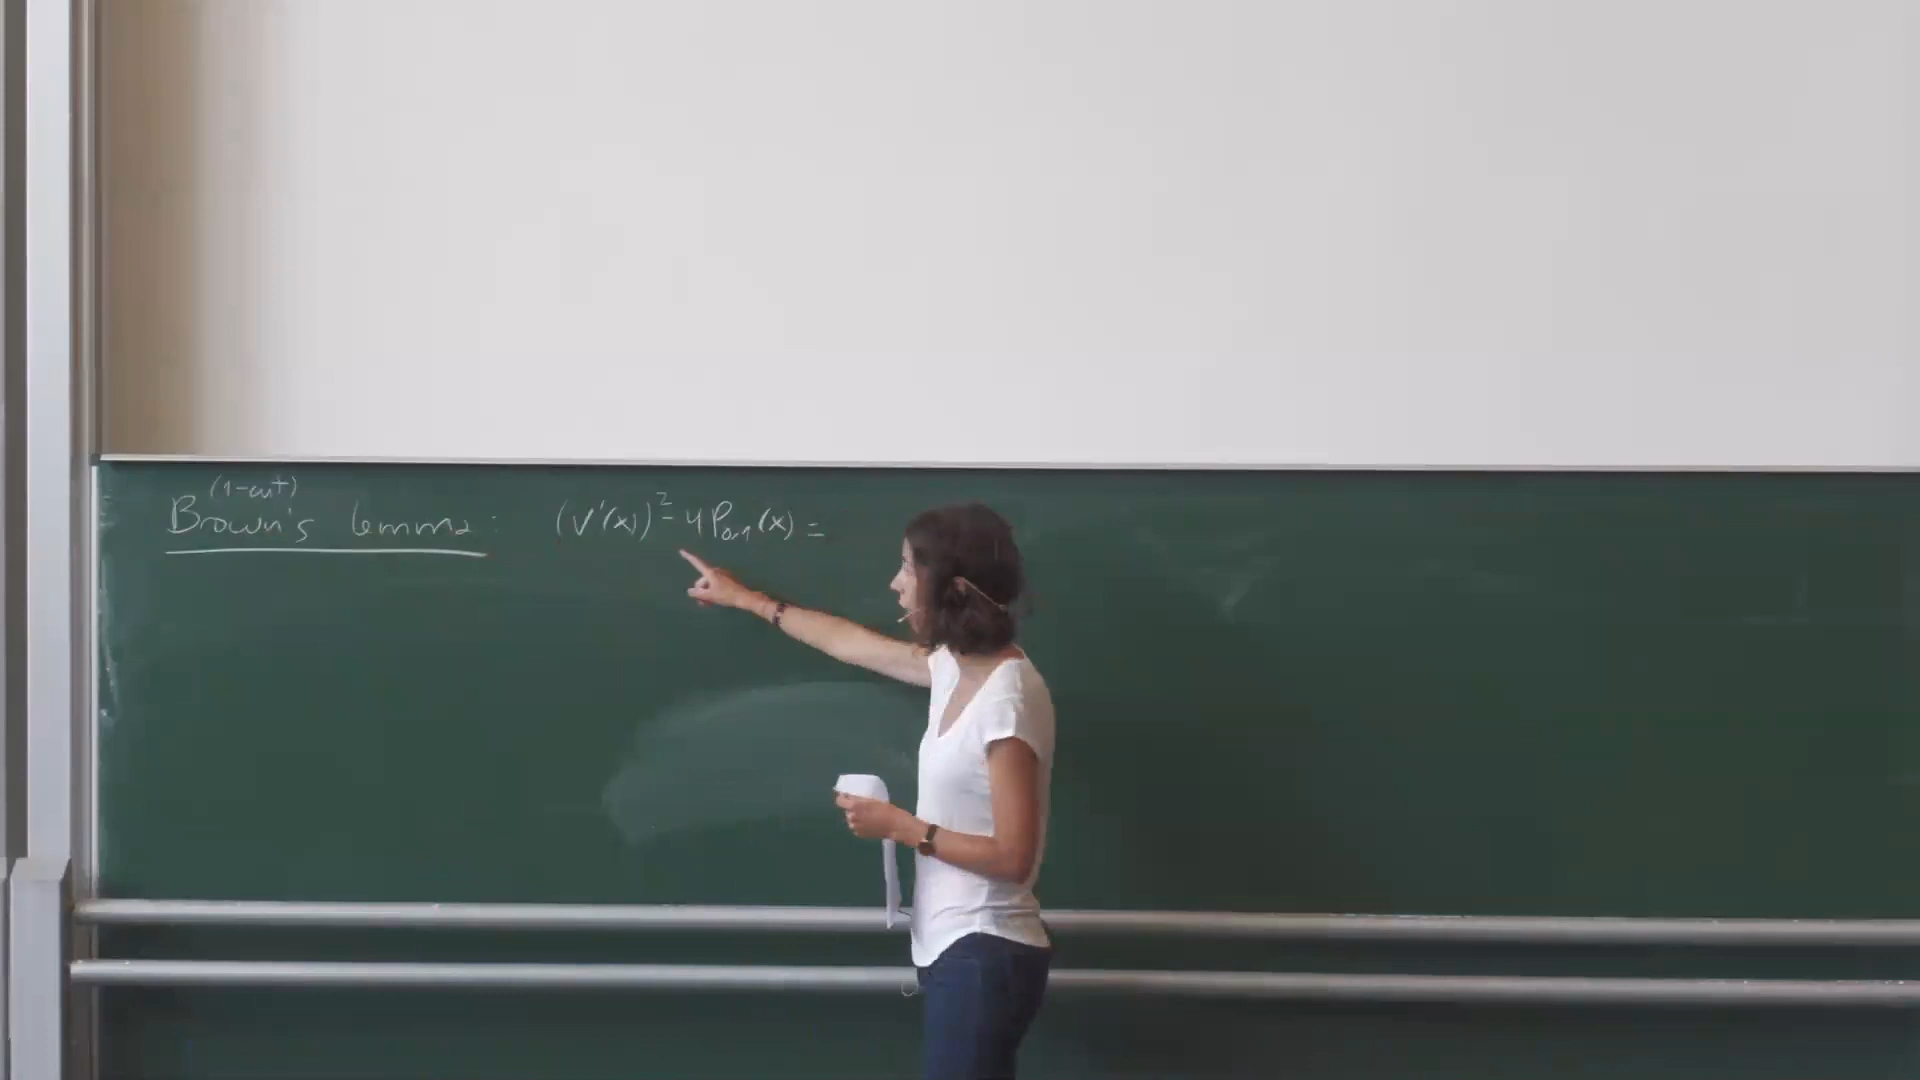 (1-cut)
Brown's lemma: (V'(x))² - 4P₀,₁(x) =